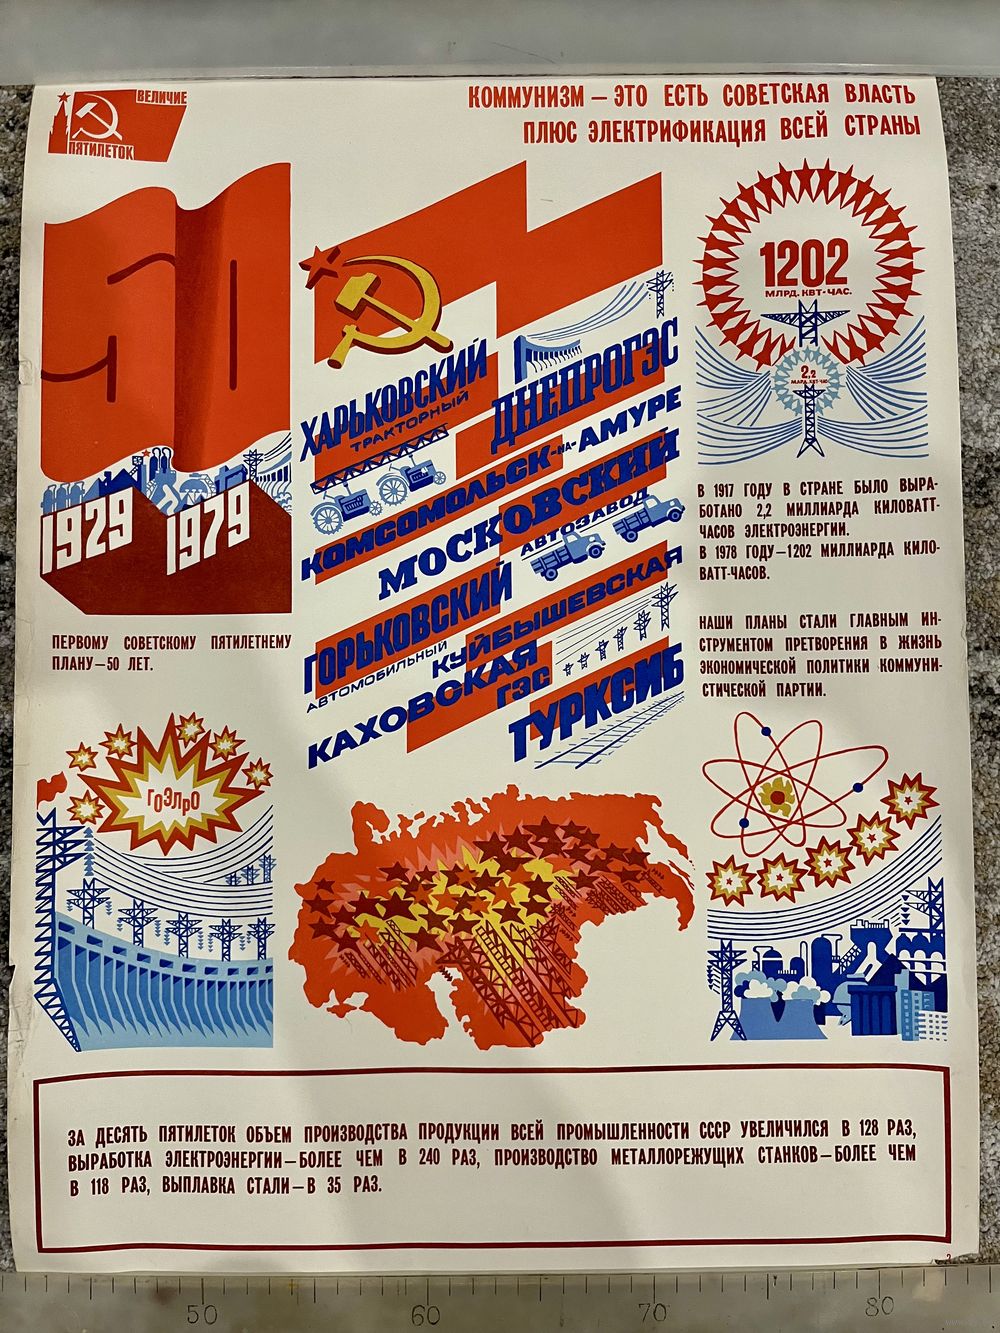 ВЕЛИЧИЕ
ПЯТИЛЕТОК
КОММУНИЗМ — ЭТО ЕСТЬ СОВЕТСКАЯ ВЛАСТЬ
ПЛЮС ЭЛЕКТРИФИКАЦИЯ ВСЕЙ СТРАНЫ
50
1929 1979
ПЕРВОМУ СОВЕТСКОМУ ПЯТИЛЕТНЕМУ
ПЛАНУ—50 ЛЕТ.
ХАРЬКОВСКИЙ
ТРАКТОРНЫЙ
ДНЕПРОГЭС
КОМСОМОЛЬСК-НА-АМУРЕ
МОСКОВСКИЙ
АВТОЗАВОД
ГОРЬКОВСКИЙ
АВТОМОБИЛЬНЫЙ
КУЙБЫШЕВСКАЯ
КАХОВСКАЯ
ГЭС
ТУРКСИБ
1202
МЛРД. КВТ-ЧАС.
2,2
МЛРД. КВТ-ЧАС.
В 1917 ГОДУ В СТРАНЕ БЫЛО ВЫРА-
БОТАНО 2,2 МИЛЛИАРДА КИЛОВАТТ-
ЧАСОВ ЭЛЕКТРОЭНЕРГИИ.
В 1978 ГОДУ—1202 МИЛЛИАРДА КИЛО-
ВАТТ-ЧАСОВ.
НАШИ ПЛАНЫ СТАЛИ ГЛАВНЫМ ИН-
СТРУМЕНТОМ ПРЕТВОРЕНИЯ В ЖИЗНЬ
ЭКОНОМИЧЕСКОЙ ПОЛИТИКИ КОММУНИ-
СТИЧЕСКОЙ ПАРТИИ.
ГОЭЛРО
ЗА ДЕСЯТЬ ПЯТИЛЕТОК ОБЪЕМ ПРОИЗВОДСТВА ПРОДУКЦИИ ВСЕЙ ПРОМЫШЛЕННОСТИ СССР УВЕЛИЧИЛСЯ В 128 РАЗ,
ВЫРАБОТКА ЭЛЕКТРОЭНЕРГИИ—БОЛЕЕ ЧЕМ В 240 РАЗ, ПРОИЗВОДСТВО МЕТАЛЛОРЕЖУЩИХ СТАНКОВ—БОЛЕЕ ЧЕМ
В 118 РАЗ, ВЫПЛАВКА СТАЛИ—В 35 РАЗ.
2
50 60 70 80